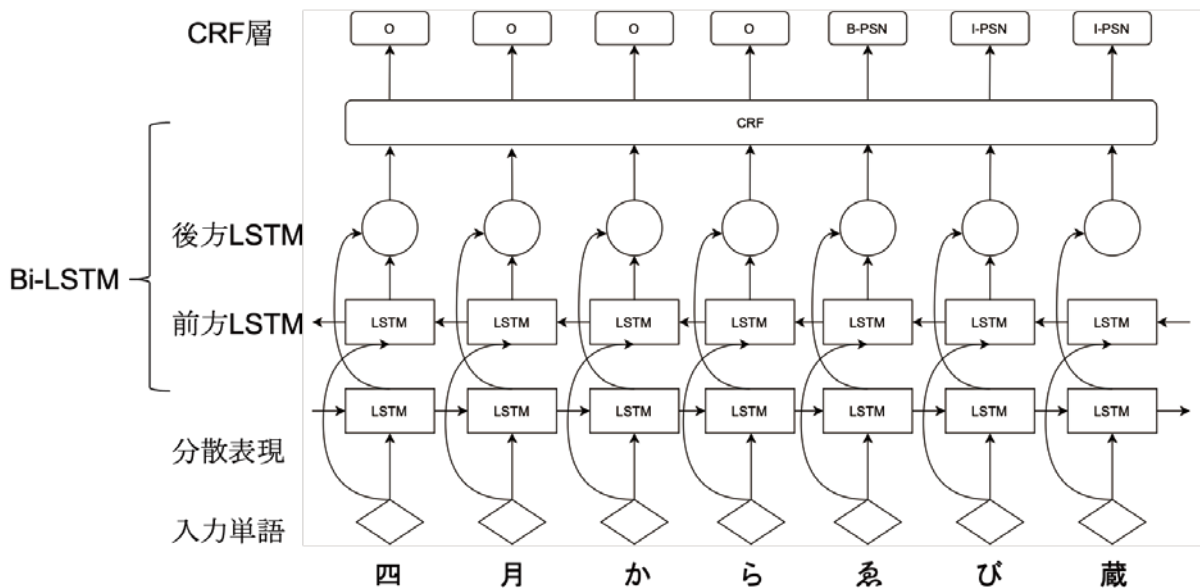 CRF層 O O O O B-PSN I-PSN I-PSN
CRF
後方LSTM
Bi-LSTM
前方LSTM LSTM LSTM LSTM LSTM LSTM LSTM LSTM
LSTM LSTM LSTM LSTM LSTM LSTM LSTM
分散表現
入力単語
四 月 か ら ゑ び 蔵